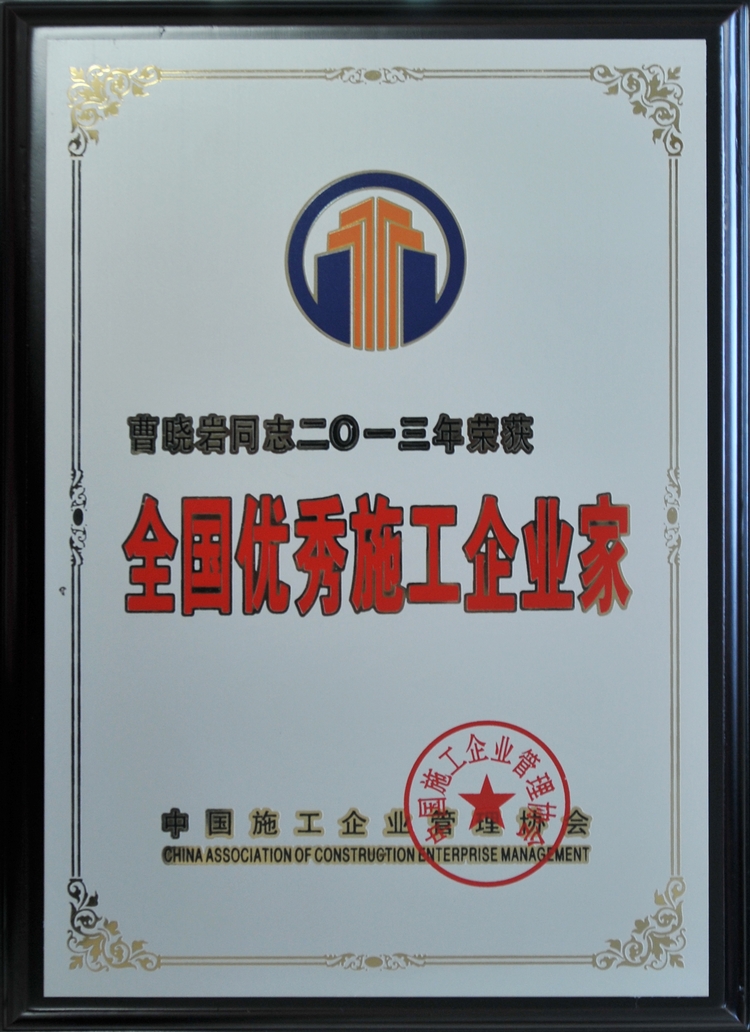 曹晓岩同志二〇一三年荣获
全国优秀施工企业家
中国施工企业管理协会
CHINA ASSOCIATION OF CONSTRUCTION ENTERPRISE MANAGEMENT
中国施工企业管理协会